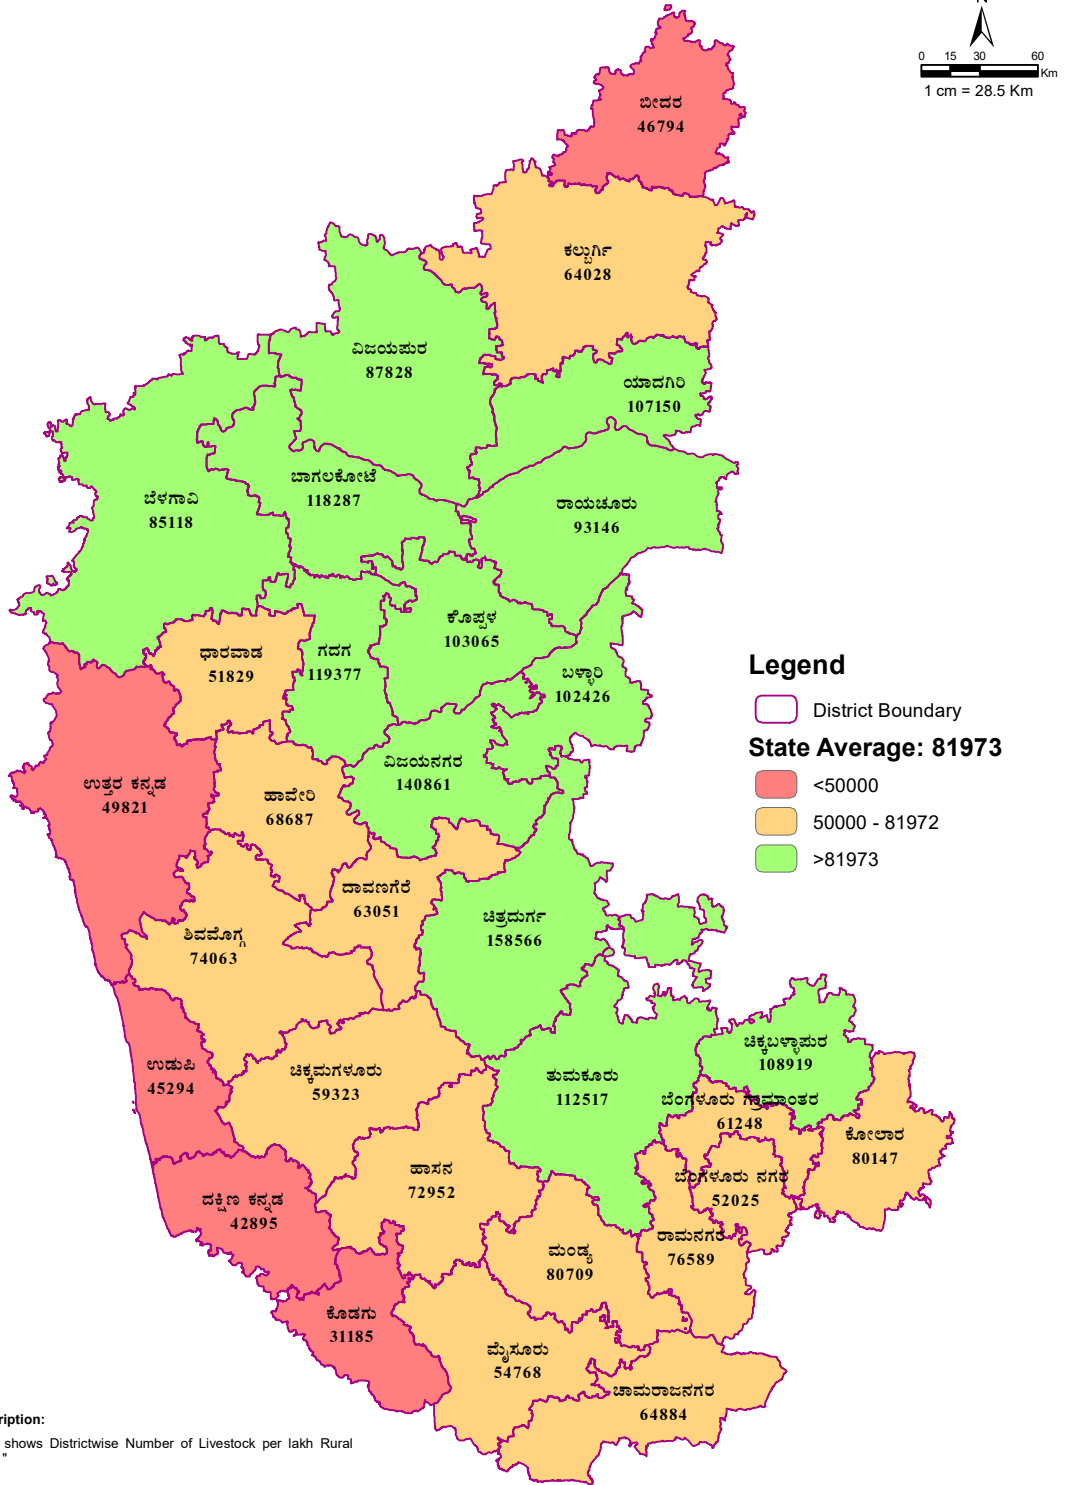 N
0 15 30 60
Km
1 cm = 28.5 Km
ಬೀದರ
46794
ಕಲ್ಬುರ್ಗಿ
64028
ವಿಜಯಪುರ
87828
ಯಾದಗಿರಿ
107150
ಬಾಗಲಕೋಟೆ
118287
ಬೆಳಗಾವಿ
85118
ರಾಯಚೂರು
93146
ಕೊಪ್ಪಳ
103065
ಧಾರವಾಡ
51829
ಗದಗ
119377
ಬಳ್ಳಾರಿ
102426
Legend
District Boundary
State Average: 81973
<50000
50000 - 81972
>81973
ಉತ್ತರ ಕನ್ನಡ
49821
ಹಾವೇರಿ
68687
ವಿಜಯನಗರ
140861
ದಾವಣಗೆರೆ
63051
ಚಿತ್ರದುರ್ಗ
158566
ಶಿವಮೊಗ್ಗ
74063
ಉಡುಪಿ
45294
ಚಿಕ್ಕಮಗಳೂರು
59323
ತುಮಕೂರು
112517
ಚಿಕ್ಕಬಳ್ಳಾಪುರ
108919
ಬೆಂಗಳೂರು ಗ್ರಾಮಾಂತರ
61248
ಕೋಲಾರ
80147
ಹಾಸನ
72952
ಬೆಂಗಳೂರು ನಗರ
52025
ದಕ್ಷಿಣ ಕನ್ನಡ
42895
ರಾಮನಗರ
76589
ಮಂಡ್ಯ
80709
ಕೊಡಗು
31185
ಮೈಸೂರು
54768
ಚಾಮರಾಜನಗರ
64884
ription:
shows Districtwise Number of Livestock per lakh Rural
"